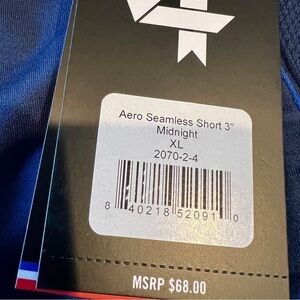 Aero Seamless Short 3"
Midnight
XL
2070-2-4
8 40218 52091 0
MSRP $68.00